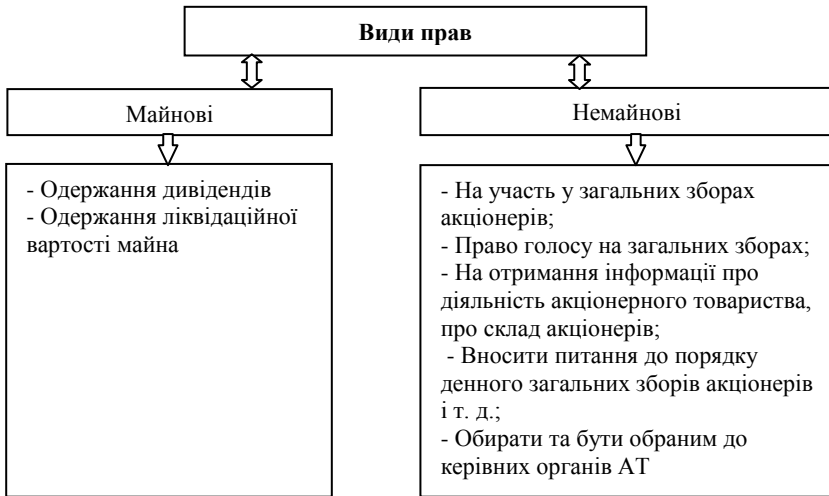 Види прав
Майнові
Немайнові
- Одержання дивідендів
- Одержання ліквідаційної
вартості майна
- На участь у загальних зборах
акціонерів;
- Право голосу на загальних зборах;
- На отримання інформації про
діяльність акціонерного товариства,
про склад акціонерів;
- Вносити питання до порядку
денного загальних зборів акціонерів
і т. д.;
- Обирати та бути обраним до
керівних органів АТ